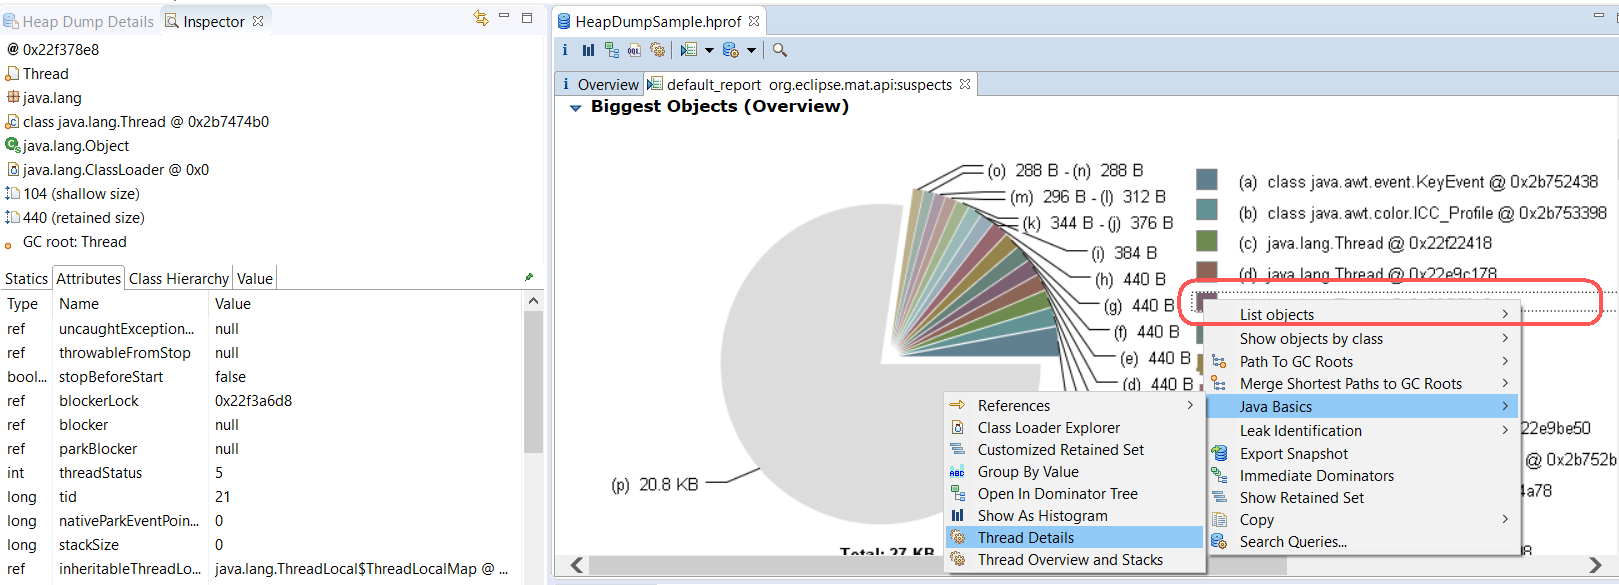 Heap Dump Details
Inspector
@ 0x22f378e8
Thread
java.lang
class java.lang.Thread @ 0x2b7474b0
java.lang.Object
java.lang.ClassLoader @ 0x0
104 (shallow size)
440 (retained size)
GC root: Thread
Statics Attributes Class Hierarchy Value
Type Name Value
ref uncaughtException... null
ref throwableFromStop null
bool... stopBeforeStart false
ref blockerLock 0x22f3a6d8
ref blocker null
ref parkBlocker null
int threadStatus 5
long tid 21
long nativeParkEventPoin... 0
long stackSize 0
ref inheritableThreadLo... java.lang.ThreadLocal$ThreadLocalMap @ ...
HeapDumpSample.hprof
i OQL
i Overview
default_report org.eclipse.mat.api:suspects
Biggest Objects (Overview)
(o) 288 B - (n) 288 B
(m) 296 B - (l) 312 B
(k) 344 B - (j) 376 B
(i) 384 B
(h) 440 B
(g) 440 B
(f) 440 B
(e) 440 B
(d) 440 B
(p) 20.8 KB
Total: 27 KB
(a) class java.awt.event.KeyEvent @ 0x2b752438
(b) class java.awt.color.ICC_Profile @ 0x2b753398
(c) java.lang.Thread @ 0x22f22418
(d) java.lang.Thread @ 0x22e9c178
22e9be50
@ 0x2b752b
4a78
List objects
Show objects by class
Path To GC Roots
Merge Shortest Paths to GC Roots
Java Basics
Leak Identification
Export Snapshot
Immediate Dominators
Show Retained Set
Copy
Search Queries...
References
Class Loader Explorer
Customized Retained Set
ABC Group By Value
Open In Dominator Tree
Show As Histogram
Thread Details
Thread Overview and Stacks